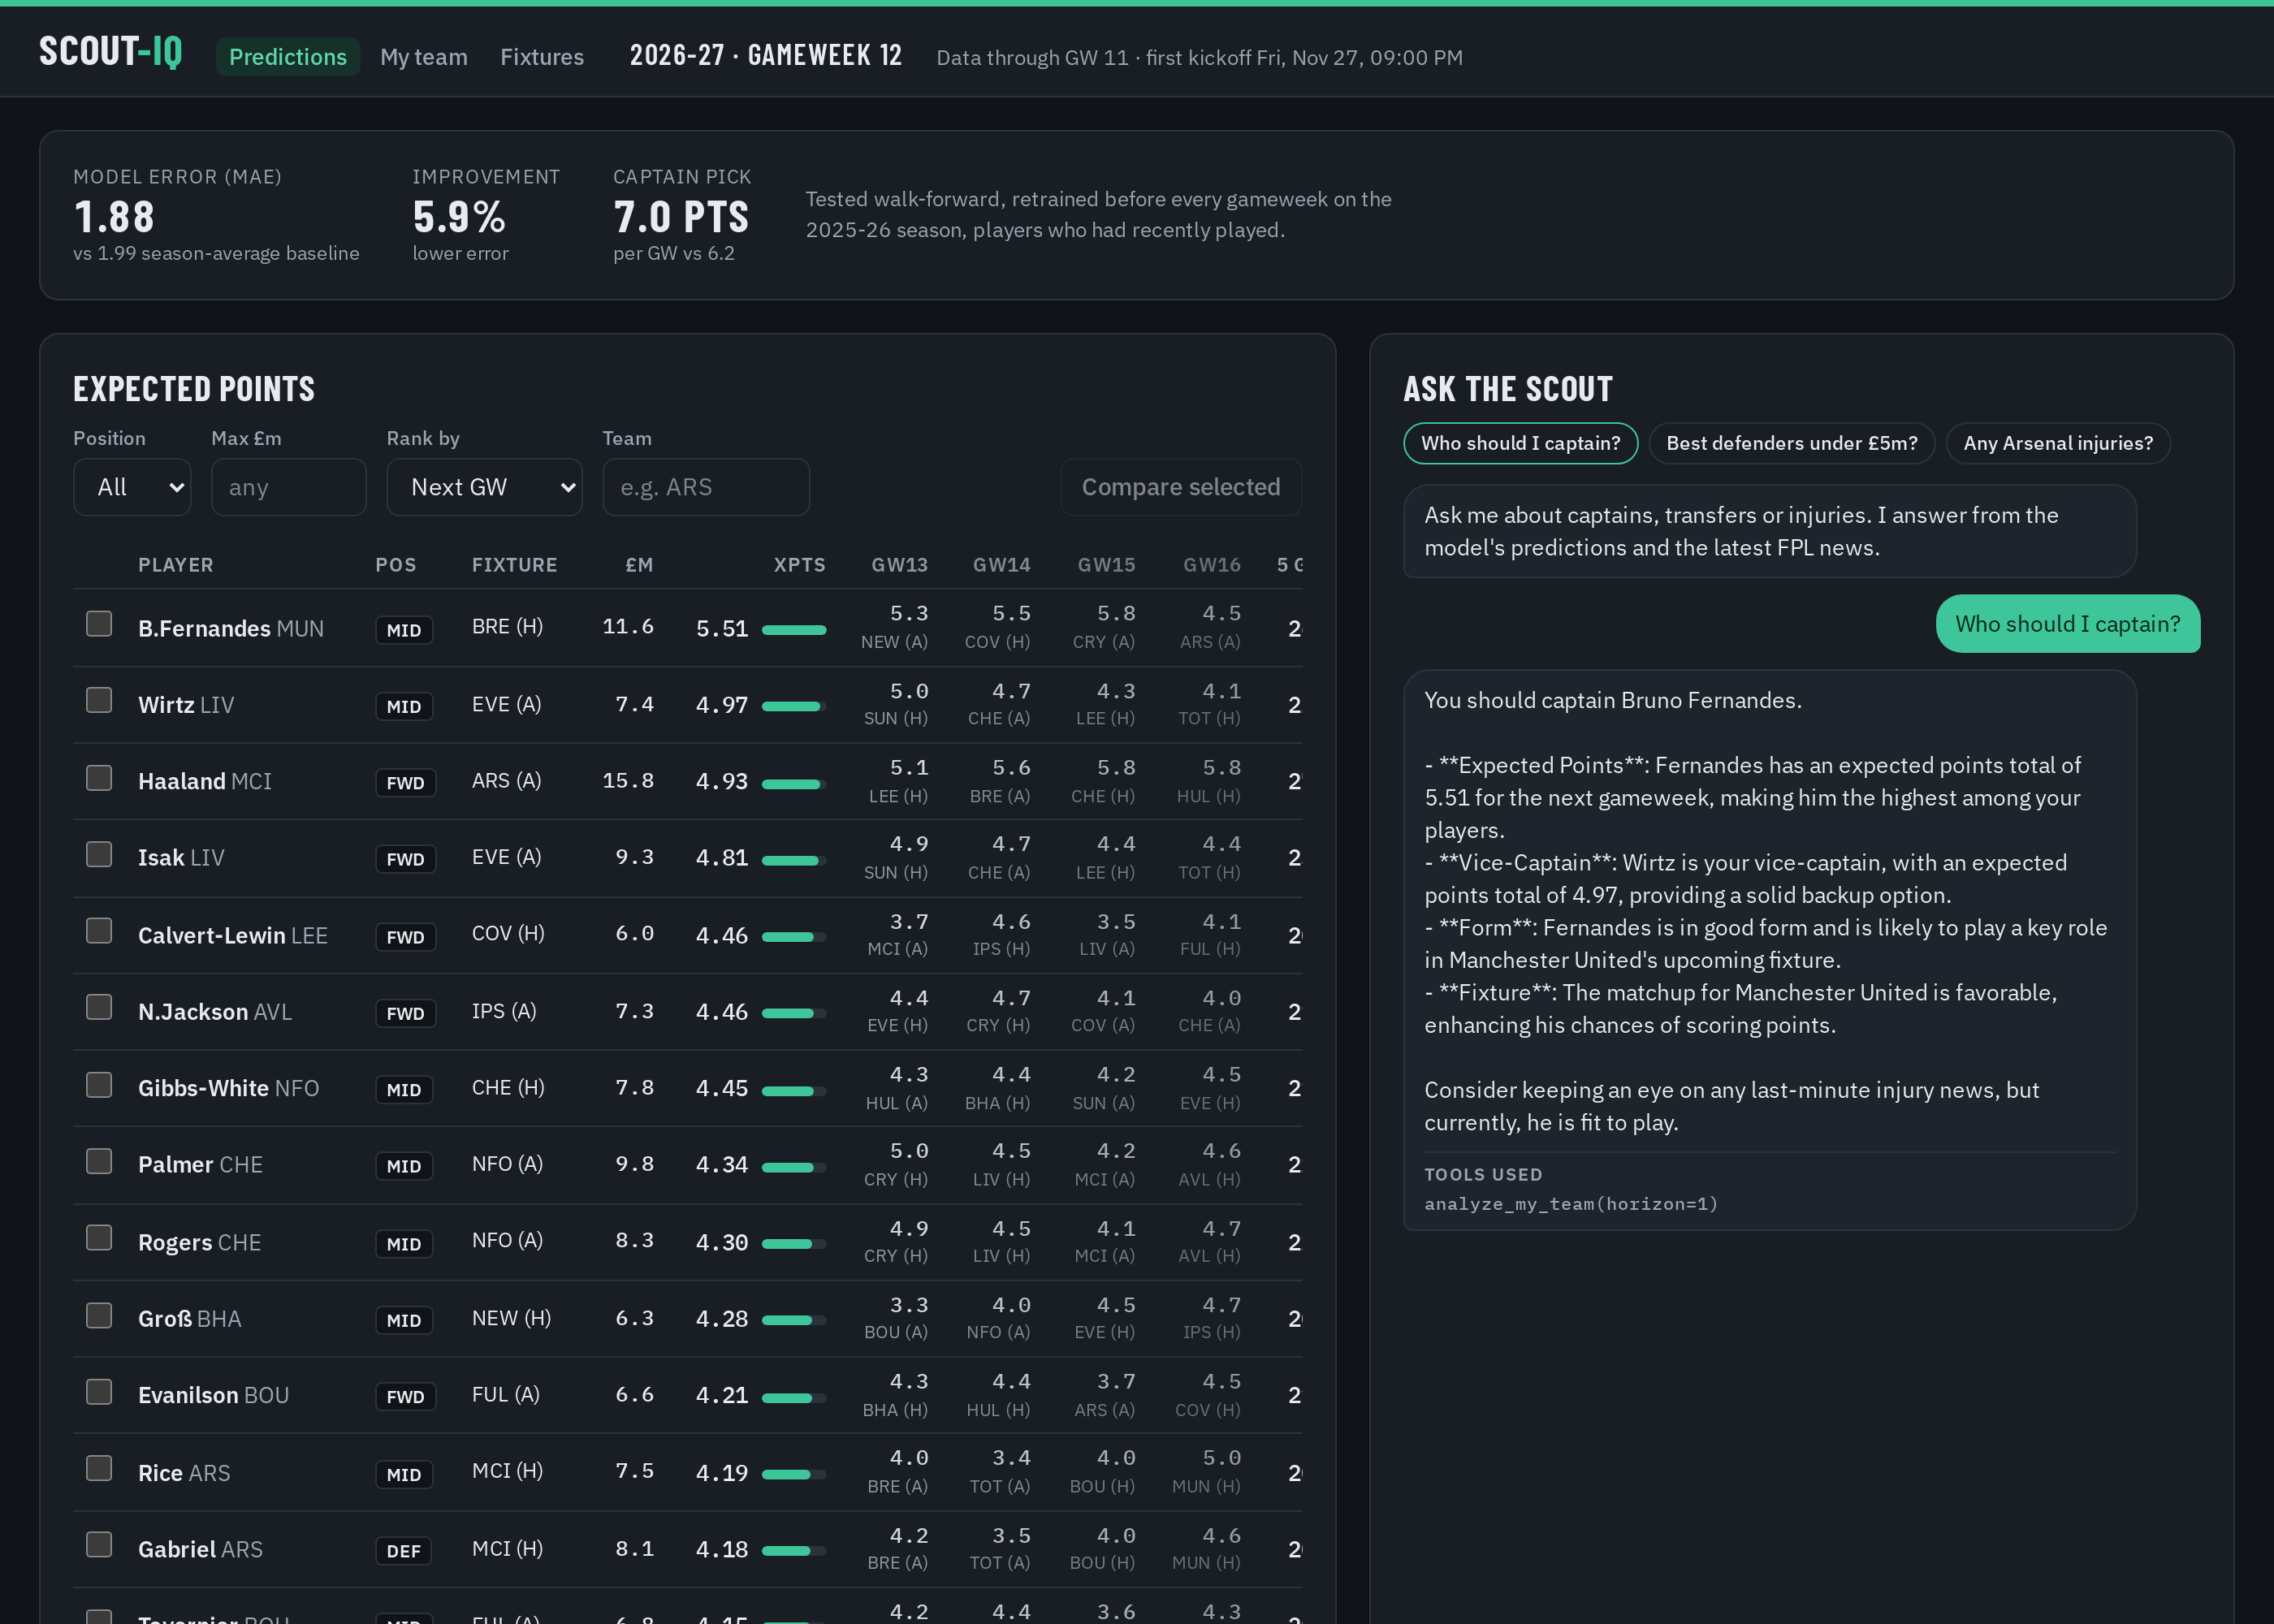 SCOUT-IQ Predictions My team Fixtures 2026-27 · GAMEWEEK 12 Data through GW 11 · first kickoff Fri, Nov 27, 09:00 PM
MODEL ERROR (MAE)
1.88
vs 1.99 season-average baseline
IMPROVEMENT
5.9%
lower error
CAPTAIN PICK
7.0 PTS
per GW vs 6.2
Tested walk-forward, retrained before every gameweek on the
2025-26 season, players who had recently played.
EXPECTED POINTS
Position Max £m Rank by Team
All any Next GW e.g. ARS Compare selected
PLAYER POS FIXTURE £M XPTS GW13 GW14 GW15 GW16 5
B.Fernandes MUN MID BRE (H) 11.6 5.51 5.3 5.5 5.8 4.5
NEW (A) COV (H) CRY (A) ARS (A)
Wirtz LIV MID EVE (A) 7.4 4.97 5.0 4.7 4.3 4.1
SUN (H) CHE (A) LEE (H) TOT (H)
Haaland MCI FWD ARS (A) 15.8 4.93 5.1 5.6 5.8 5.8
LEE (H) BRE (A) CHE (H) HUL (H)
Isak LIV FWD EVE (A) 9.3 4.81 4.9 4.7 4.4 4.4
SUN (H) CHE (A) LEE (H) TOT (H)
Calvert-Lewin LEE FWD COV (H) 6.0 4.46 3.7 4.6 3.5 4.1
MCI (A) IPS (H) LIV (A) FUL (H)
N.Jackson AVL FWD IPS (A) 7.3 4.46 4.4 4.7 4.1 4.0
EVE (H) CRY (H) COV (A) CHE (A)
Gibbs-White NFO MID CHE (H) 7.8 4.45 4.3 4.4 4.2 4.5
HUL (A) BHA (H) SUN (A) EVE (H)
Palmer CHE MID NFO (A) 9.8 4.34 5.0 4.5 4.2 4.6
CRY (H) LIV (H) MCI (A) AVL (H)
Rogers CHE MID NFO (A) 8.3 4.30 4.9 4.5 4.1 4.7
CRY (H) LIV (H) MCI (A) AVL (H)
Groß BHA MID NEW (H) 6.3 4.28 3.3 4.0 4.5 4.7
BOU (A) NFO (A) EVE (H) IPS (H)
Evanilson BOU FWD FUL (A) 6.6 4.21 4.3 4.4 3.7 4.5
BHA (H) HUL (H) ARS (A) COV (H)
Rice ARS MID MCI (H) 7.5 4.19 4.0 3.4 4.0 5.0
BRE (A) TOT (A) BOU (H) MUN (H)
Gabriel ARS DEF MCI (H) 8.1 4.18 4.2 3.5 4.0 4.6
BRE (A) TOT (A) BOU (H) MUN (H)
Tavernier BOU MID FUL (A) 6.8 4.15 4.2 4.4 3.6 4.3
ASK THE SCOUT
Who should I captain? Best defenders under £5m? Any Arsenal injuries?
Ask me about captains, transfers or injuries. I answer from the
model's predictions and the latest FPL news.
Who should I captain?
You should captain Bruno Fernandes.
- **Expected Points**: Fernandes has an expected points total of
5.51 for the next gameweek, making him the highest among your
players.
- **Vice-Captain**: Wirtz is your vice-captain, with an expected
points total of 4.97, providing a solid backup option.
- **Form**: Fernandes is in good form and is likely to play a key role
in Manchester United's upcoming fixture.
- **Fixture**: The matchup for Manchester United is favorable,
enhancing his chances of scoring points.
Consider keeping an eye on any last-minute injury news, but
currently, he is fit to play.
TOOLS USED
analyze_my_team(horizon=1)